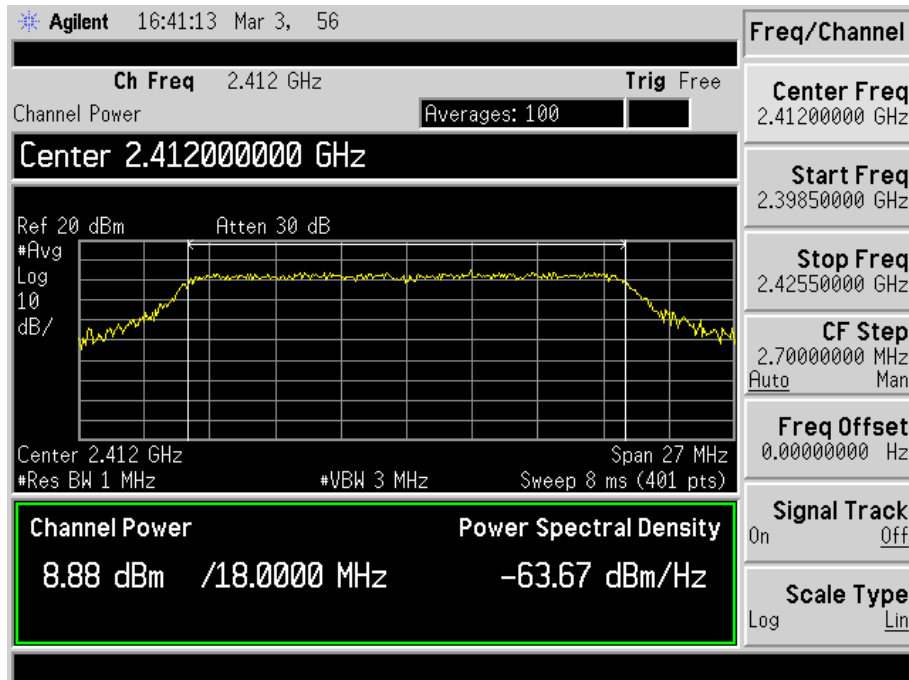 Agilent 16:41:13 Mar 3, 56
Ch Freq 2.412 GHz Trig Free
Channel Power Averages: 100
Center 2.412000000 GHz
Ref 20 dBm Atten 30 dB
#Avg
Log
10
dB/
Center 2.412 GHz Span 27 MHz
#Res BW 1 MHz #VBW 3 MHz Sweep 8 ms (401 pts)
Channel Power Power Spectral Density
8.88 dBm /18.0000 MHz -63.67 dBm/Hz
Freq/Channel
Center Freq
2.41200000 GHz
Start Freq
2.39850000 GHz
Stop Freq
2.42550000 GHz
CF Step
2.70000000 MHz
Auto Man
Freq Offset
0.00000000 Hz
Signal Track
On Off
Scale Type
Log Lin